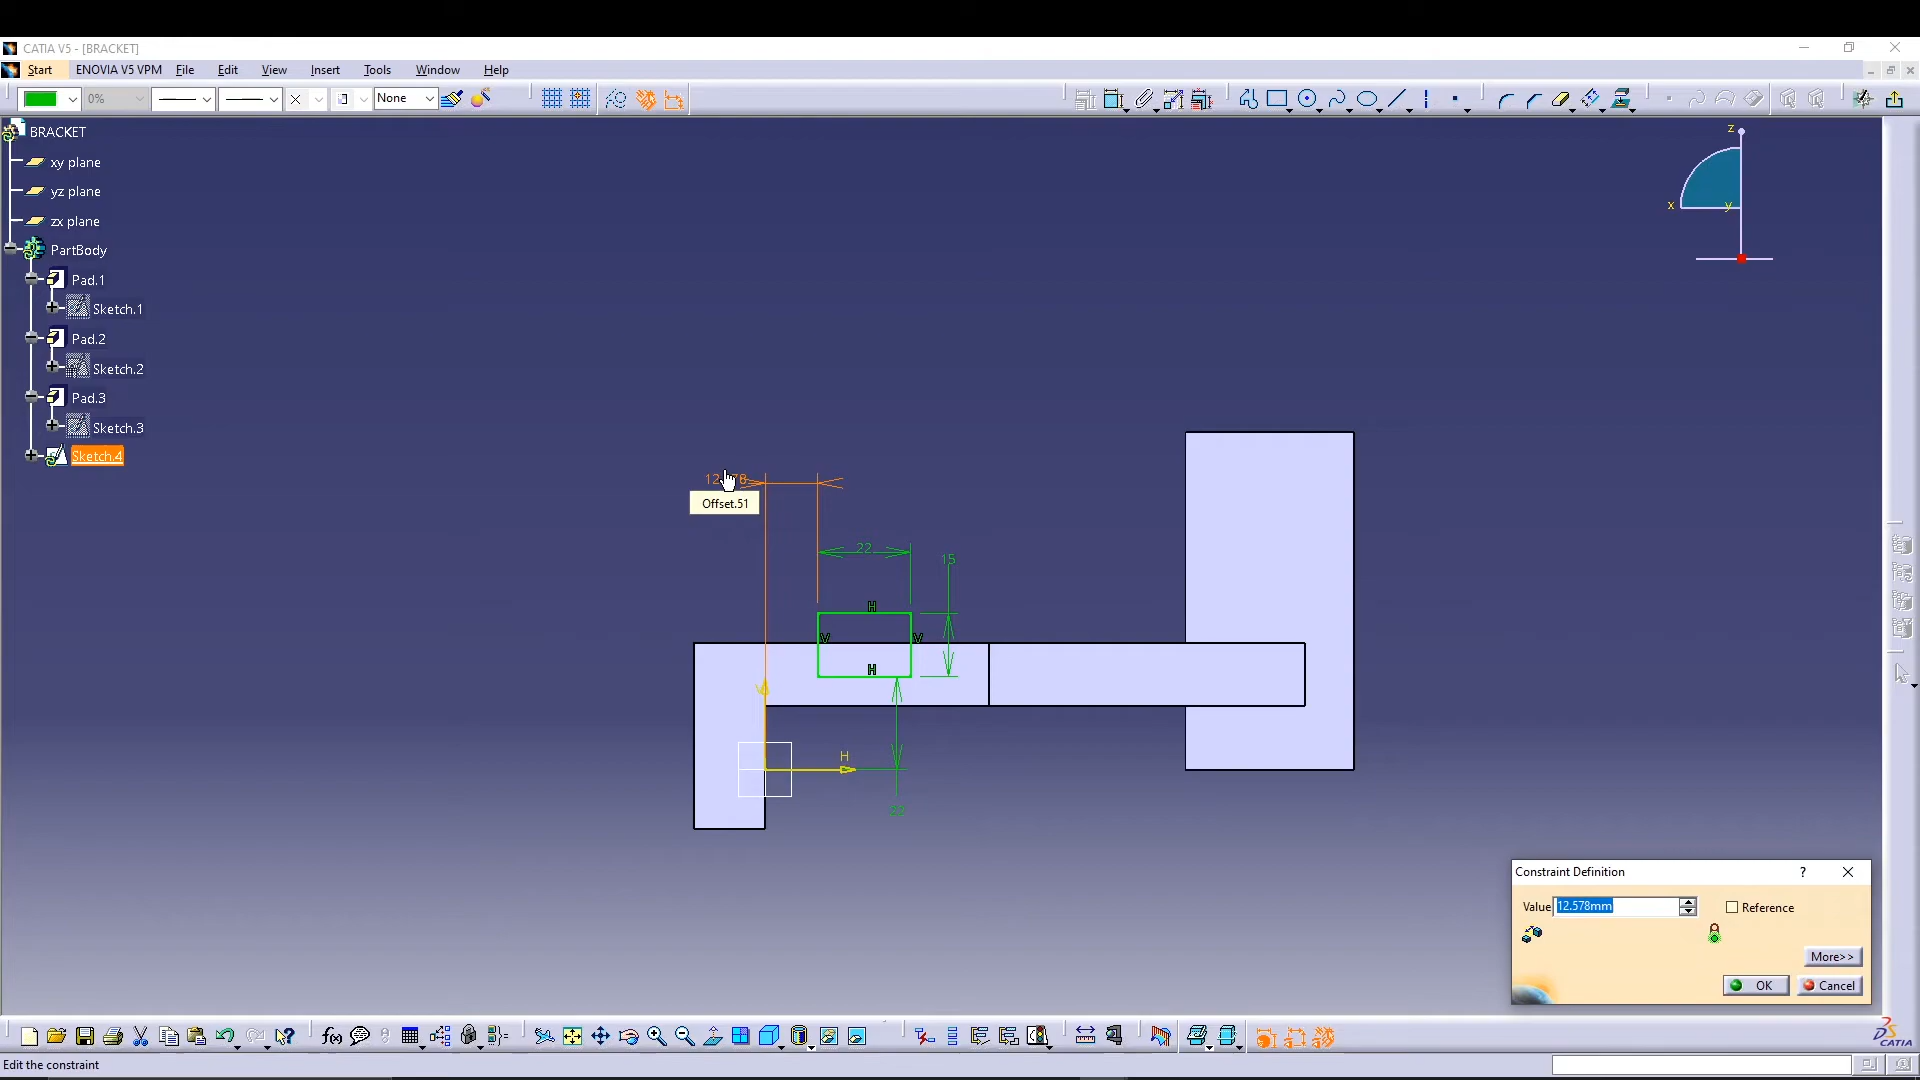 CATIA V5 - [BRACKET]
Start ENOVIA V5 VPM File Edit View Insert Tools Window Help
0% None
BRACKET
xy plane
yz plane
zx plane
PartBody
Pad.1
Sketch.1
Pad.2
Sketch.2
Pad.3
Sketch.3
Sketch.4
z
x
y
Offset.51
22
15
H
V V
H
V
H
22
Constraint Definition ?
Value 12.578mm Reference
More>>
OK Cancel
f(x)
CATIA
Edit the constraint